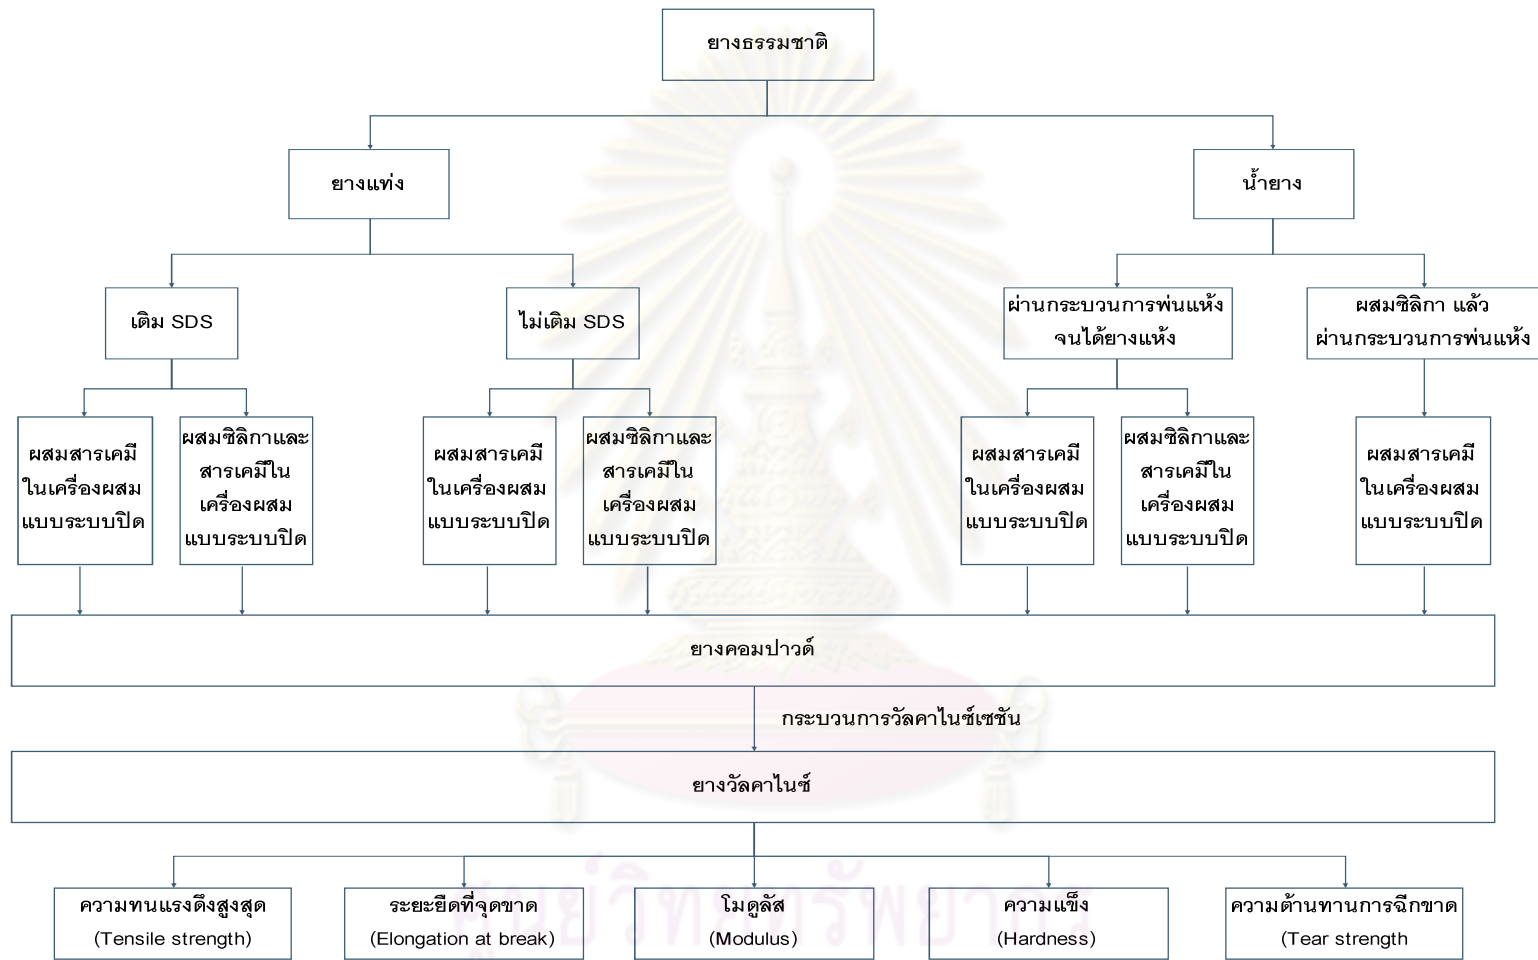 ยางธรรมชาติ
ยางแท่ง
น้ำยาง
เติม SDS
ไม่เติม SDS
ผ่านกระบวนการพ่นแห้ง
จนได้ยางแห้ง
ผสมซิลิกา แล้ว
ผ่านกระบวนการพ่นแห้ง
ผสมสารเคมี
ในเครื่องผสม
แบบระบบปิด
ผสมซิลิกาและ
สารเคมีใน
เครื่องผสม
แบบระบบปิด
ผสมสารเคมี
ในเครื่องผสม
แบบระบบปิด
ผสมซิลิกาและ
สารเคมีใน
เครื่องผสม
แบบระบบปิด
ผสมสารเคมี
ในเครื่องผสม
แบบระบบปิด
ผสมซิลิกาและ
สารเคมีใน
เครื่องผสม
แบบระบบปิด
ผสมสารเคมี
ในเครื่องผสม
แบบระบบปิด
ยางคอมปาวด์
กระบวนการวัลคาไนซ์เซชัน
ยางวัลคาไนซ์
ความทนแรงดึงสูงสุด
(Tensile strength)
ระยะยืดที่จุดขาด
(Elongation at break)
โมดูลัส
(Modulus)
ความแข็ง
(Hardness)
ความต้านทานการฉีกขาด
(Tear strength
ศูนย์วิทยทรัพยากร